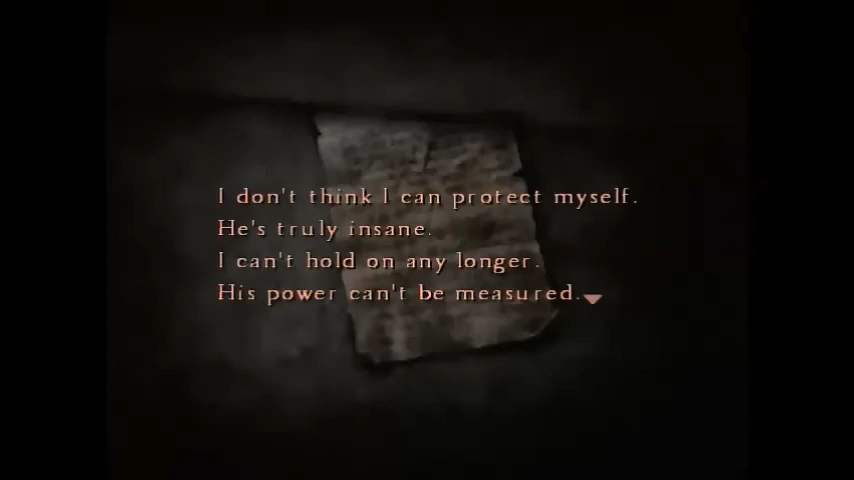 I don't think I can protect myself.
He's truly insane.
I can't hold on any longer.
His power can't be measured.